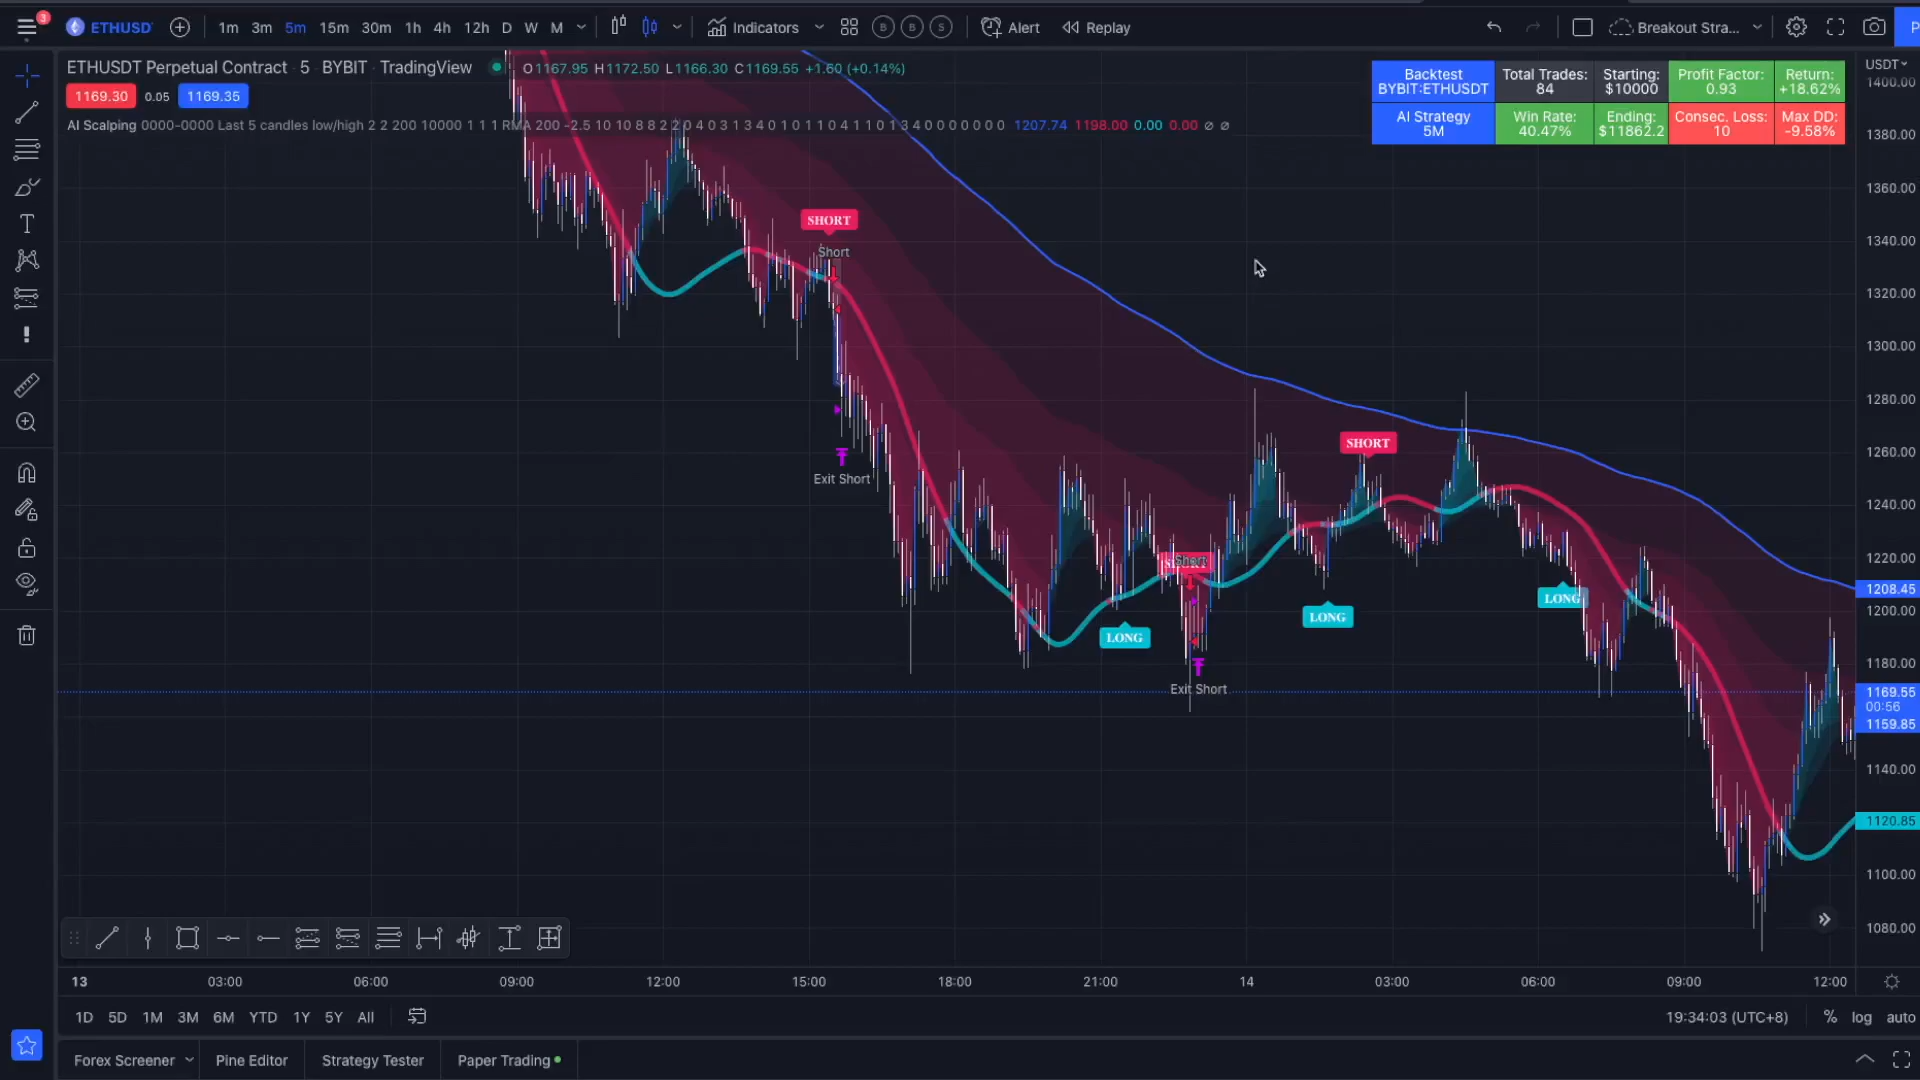 3
ETHUSD
1m 3m 5m 15m 30m 1h 4h 12h D W M
Indicators
B B S
Alert
Replay
Breakout Stra...
P
ETHUSDT Perpetual Contract · 5 · BYBIT · TradingView
O1167.95 H1172.50 L1166.30 C1169.55 +1.60 (+0.14%)
1169.30 0.05 1169.35
AI Scalping 0000-0000 Last 5 candles low/high 2 2 200 10000 1 1 1 RMA 200 -2.5 10 10 8 8 2 2 0 4 0 3 1 3 4 0 1 0 1 1 0 4 1 1 0 1 3 4 0 0 0 0 0 0 0 1207.74 1198.00 0.00 0.00 ∅ ∅
Backtest
BYBIT:ETHUSDT
Total Trades:
84
Starting:
$10000
Profit Factor:
0.93
Return:
+18.62%
AI Strategy
5M
Win Rate:
40.47%
Ending:
$11862.2
Consec. Loss:
10
Max DD:
-9.58%
USDT
1400.00
1380.00
1360.00
1340.00
1320.00
1300.00
1280.00
1260.00
1240.00
1220.00
1208.45
1200.00
1180.00
1169.55
00:56
1159.85
1140.00
1120.85
1100.00
1080.00
SHORT
Short
Exit Short
SHORT
LONG
SHORT
Short
Exit Short
LONG
LONG
13 03:00 06:00 09:00 12:00 15:00 18:00 21:00 14 03:00 06:00 09:00 12:00
1D 5D 1M 3M 6M YTD 1Y 5Y All
19:34:03 (UTC+8) % log auto
Forex Screener Pine Editor Strategy Tester Paper Trading